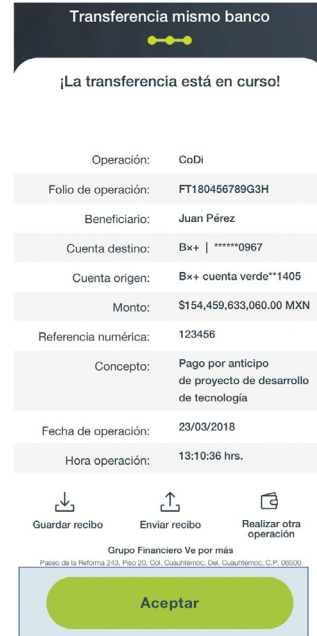 Transferencia mismo banco
¡La transferencia está en curso!
Operación: CoDi
Folio de operación: FT180456789G3H
Beneficiario: Juan Pérez
Cuenta destino: B×+ | ******0967
Cuenta origen: B×+ cuenta verde**1405
Monto: $154,459,633,060.00 MXN
Referencia numérica: 123456
Concepto: Pago por anticipo
de proyecto de desarrollo
de tecnología
Fecha de operación: 23/03/2018
Hora operación: 13:10:36 hrs.
Guardar recibo Enviar recibo Realizar otra
operación
Grupo Financiero Ve por más
Paseo de la Reforma 243, Piso 20, Col. Cuauhtémoc, Del. Cuauhtémoc, C.P. 06500
Aceptar